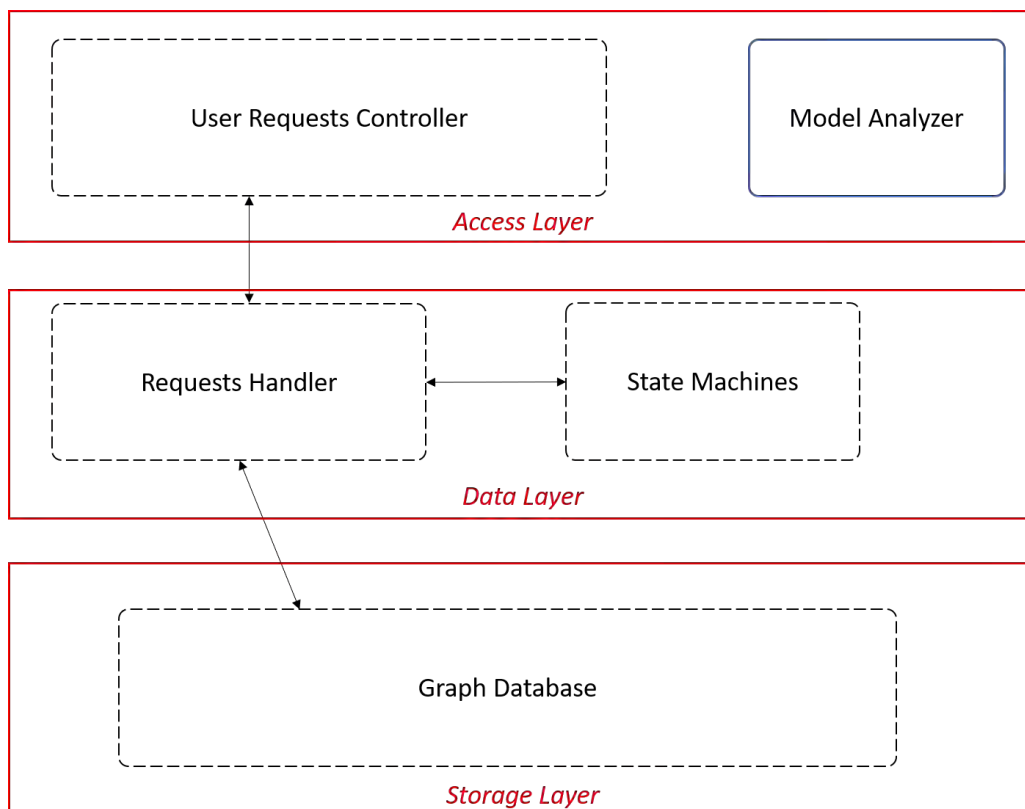 User Requests Controller
Model Analyzer
Access Layer
Requests Handler
State Machines
Data Layer
Graph Database
Storage Layer